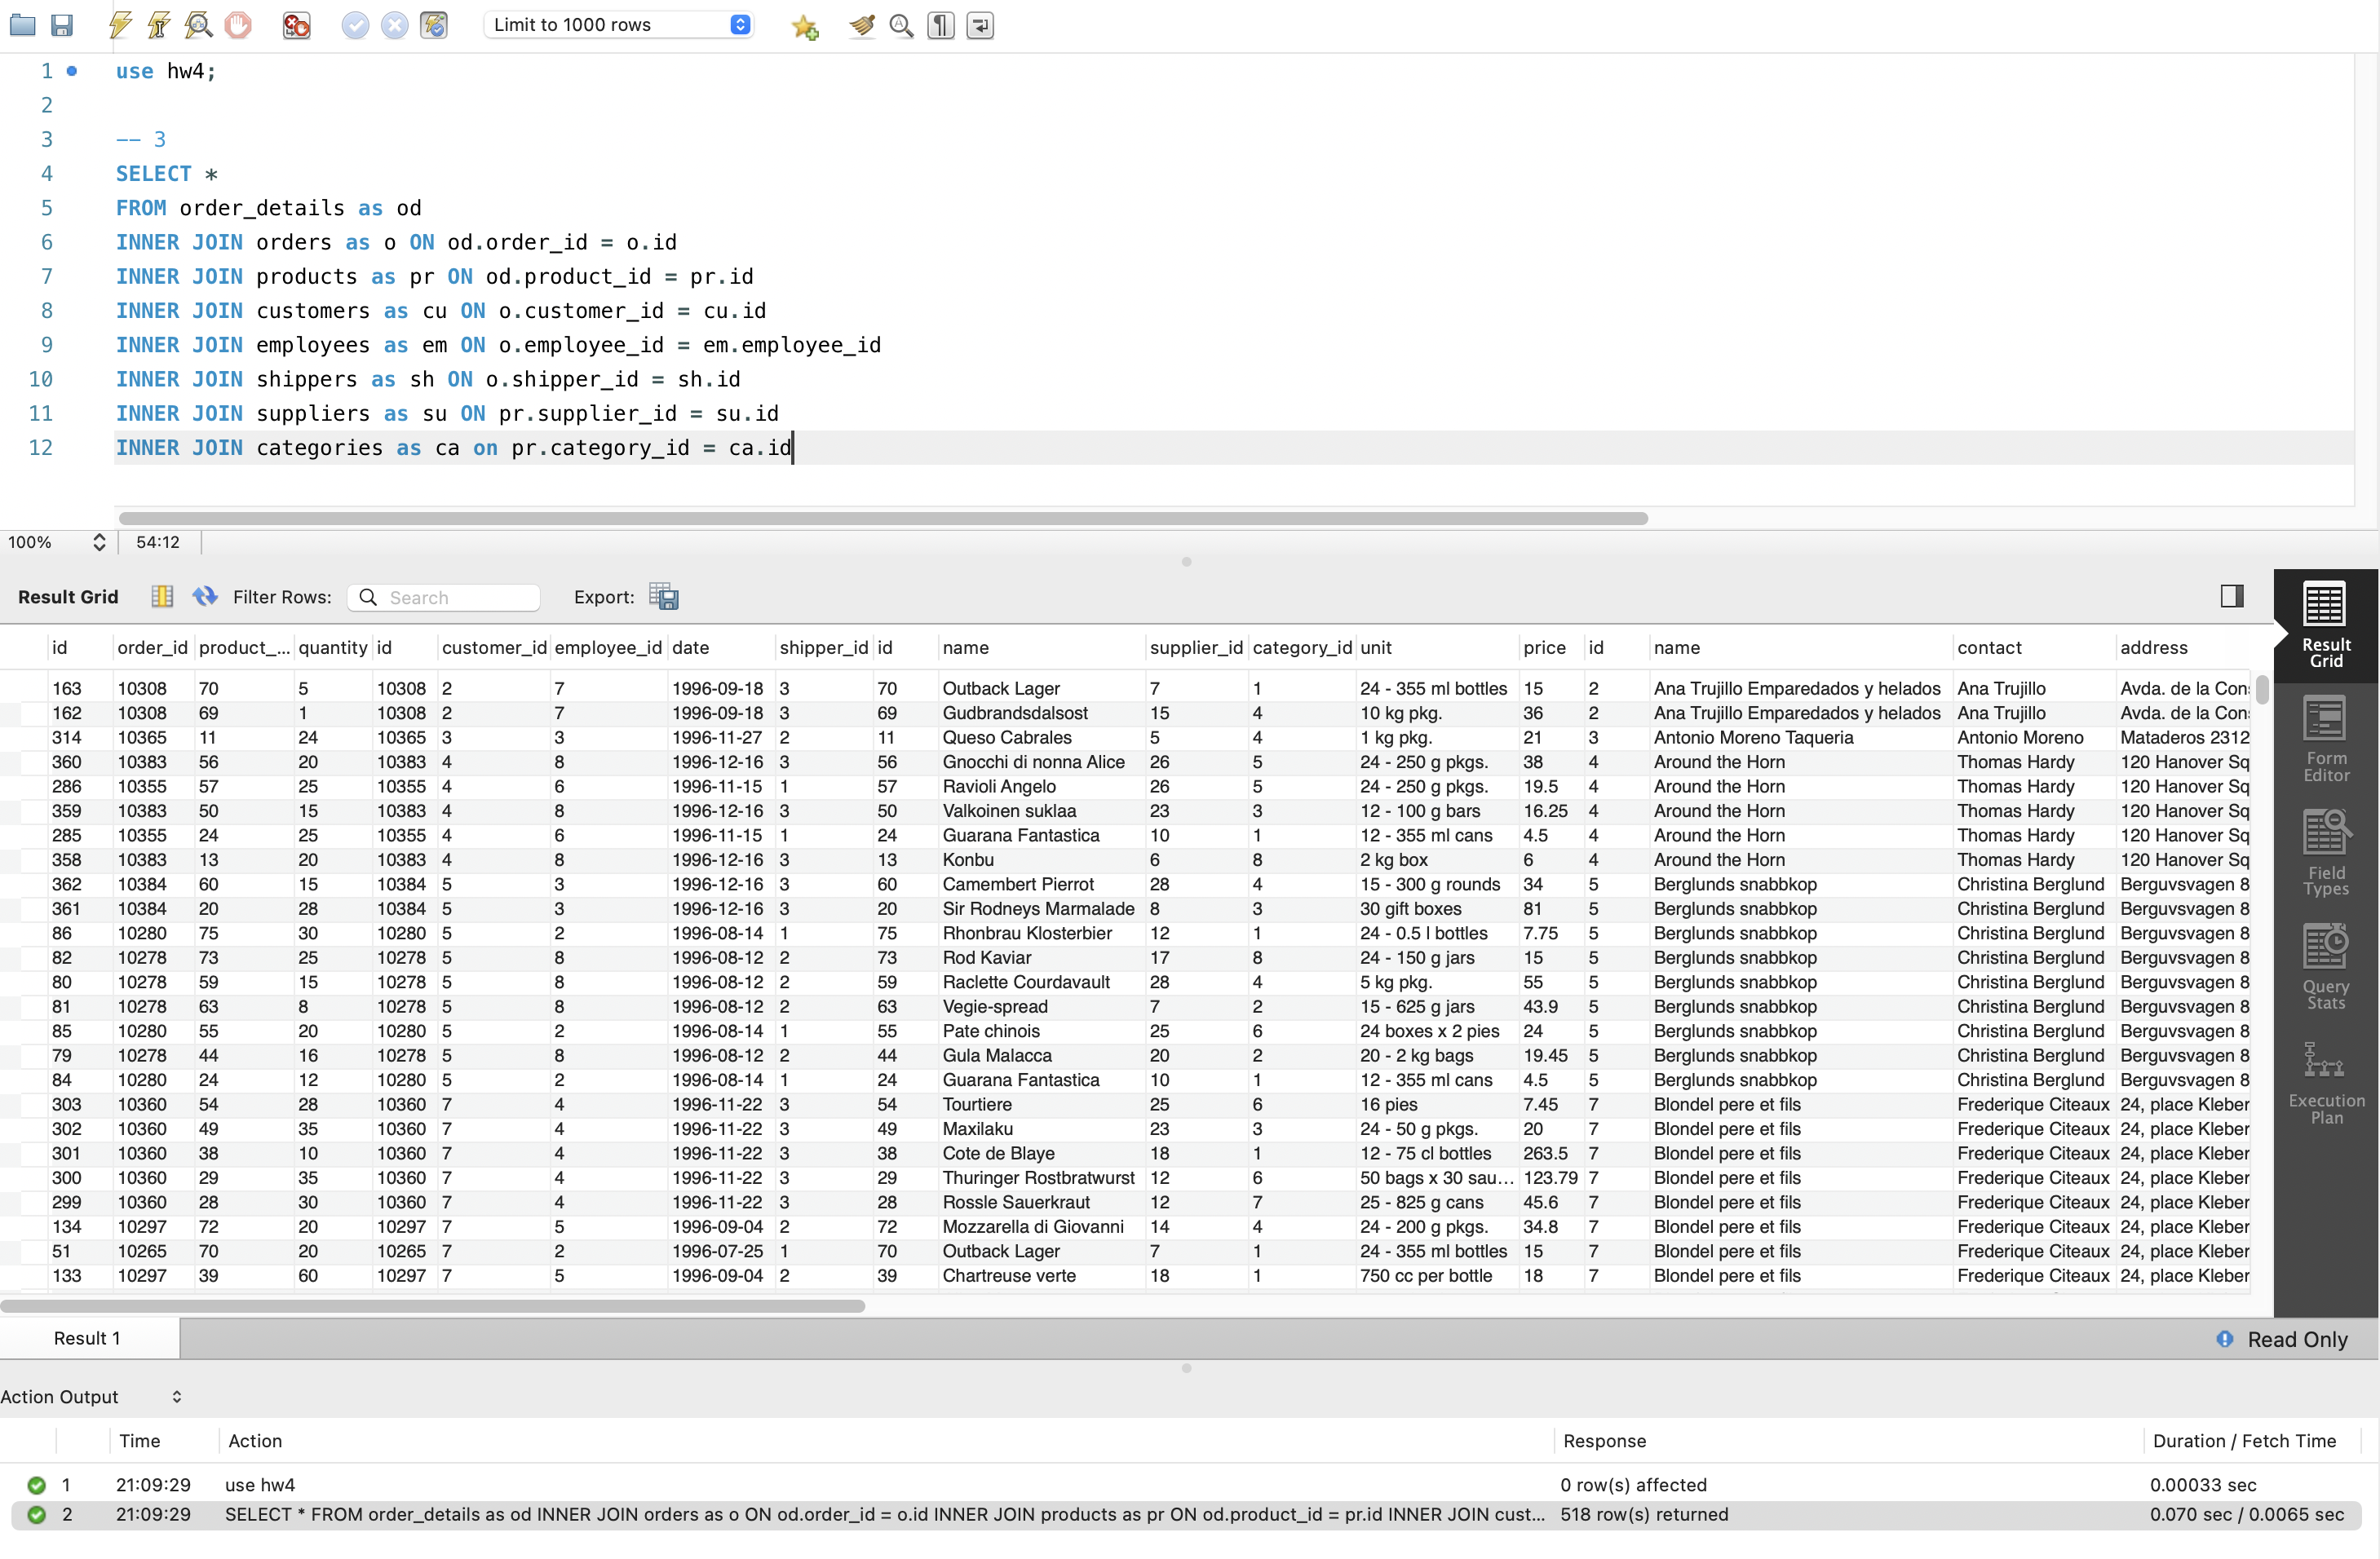 Limit to 1000 rows
1 use hw4;
2
3 -- 3
4 SELECT *
5 FROM order_details as od
6 INNER JOIN orders as o ON od.order_id = o.id
7 INNER JOIN products as pr ON od.product_id = pr.id
8 INNER JOIN customers as cu ON o.customer_id = cu.id
9 INNER JOIN employees as em ON o.employee_id = em.employee_id
10 INNER JOIN shippers as sh ON o.shipper_id = sh.id
11 INNER JOIN suppliers as su ON pr.supplier_id = su.id
12 INNER JOIN categories as ca on pr.category_id = ca.id
100% 54:12
Result Grid Filter Rows: Search Export:
id order_id product_... quantity id customer_id employee_id date shipper_id id name supplier_id category_id unit price id name contact address
163 10308 70 5 10308 2 7 1996-09-18 3 70 Outback Lager 7 1 24 - 355 ml bottles 15 2 Ana Trujillo Emparedados y helados Ana Trujillo Avda. de la Con
162 10308 69 1 10308 2 7 1996-09-18 3 69 Gudbrandsdalsost 15 4 10 kg pkg. 36 2 Ana Trujillo Emparedados y helados Ana Trujillo Avda. de la Con
314 10365 11 24 10365 3 3 1996-11-27 2 11 Queso Cabrales 5 4 1 kg pkg. 21 3 Antonio Moreno Taqueria Antonio Moreno Mataderos 2312
360 10383 56 20 10383 4 8 1996-12-16 3 56 Gnocchi di nonna Alice 26 5 24 - 250 g pkgs. 38 4 Around the Horn Thomas Hardy 120 Hanover Sq
286 10355 57 25 10355 4 6 1996-11-15 1 57 Ravioli Angelo 26 5 24 - 250 g pkgs. 19.5 4 Around the Horn Thomas Hardy 120 Hanover Sq
359 10383 50 15 10383 4 8 1996-12-16 3 50 Valkoinen suklaa 23 3 12 - 100 g bars 16.25 4 Around the Horn Thomas Hardy 120 Hanover Sq
285 10355 24 25 10355 4 6 1996-11-15 1 24 Guarana Fantastica 10 1 12 - 355 ml cans 4.5 4 Around the Horn Thomas Hardy 120 Hanover Sq
358 10383 13 20 10383 4 8 1996-12-16 3 13 Konbu 6 8 2 kg box 6 4 Around the Horn Thomas Hardy 120 Hanover Sq
362 10384 60 15 10384 5 3 1996-12-16 3 60 Camembert Pierrot 28 4 15 - 300 g rounds 34 5 Berglunds snabbkop Christina Berglund Berguvsvagen 8
361 10384 20 28 10384 5 3 1996-12-16 3 20 Sir Rodneys Marmalade 8 3 30 gift boxes 81 5 Berglunds snabbkop Christina Berglund Berguvsvagen 8
86 10280 75 30 10280 5 2 1996-08-14 1 75 Rhonbrau Klosterbier 12 1 24 - 0.5 l bottles 7.75 5 Berglunds snabbkop Christina Berglund Berguvsvagen 8
82 10278 73 25 10278 5 8 1996-08-12 2 73 Rod Kaviar 17 8 24 - 150 g jars 15 5 Berglunds snabbkop Christina Berglund Berguvsvagen 8
80 10278 59 15 10278 5 8 1996-08-12 2 59 Raclette Courdavault 28 4 5 kg pkg. 55 5 Berglunds snabbkop Christina Berglund Berguvsvagen 8
81 10278 63 8 10278 5 8 1996-08-12 2 63 Vegie-spread 7 2 15 - 625 g jars 43.9 5 Berglunds snabbkop Christina Berglund Berguvsvagen 8
85 10280 55 20 10280 5 2 1996-08-14 1 55 Pate chinois 25 6 24 boxes x 2 pies 24 5 Berglunds snabbkop Christina Berglund Berguvsvagen 8
79 10278 44 16 10278 5 8 1996-08-12 2 44 Gula Malacca 20 2 20 - 2 kg bags 19.45 5 Berglunds snabbkop Christina Berglund Berguvsvagen 8
84 10280 24 12 10280 5 2 1996-08-14 1 24 Guarana Fantastica 10 1 12 - 355 ml cans 4.5 5 Berglunds snabbkop Christina Berglund Berguvsvagen 8
303 10360 54 28 10360 7 4 1996-11-22 3 54 Tourtiere 25 6 16 pies 7.45 7 Blondel pere et fils Frederique Citeaux 24, place Kleber
302 10360 49 35 10360 7 4 1996-11-22 3 49 Maxilaku 23 3 24 - 50 g pkgs. 20 7 Blondel pere et fils Frederique Citeaux 24, place Kleber
301 10360 38 10 10360 7 4 1996-11-22 3 38 Cote de Blaye 18 1 12 - 75 cl bottles 263.5 7 Blondel pere et fils Frederique Citeaux 24, place Kleber
300 10360 29 35 10360 7 4 1996-11-22 3 29 Thuringer Rostbratwurst 12 6 50 bags x 30 sau... 123.79 7 Blondel pere et fils Frederique Citeaux 24, place Kleber
299 10360 28 30 10360 7 4 1996-11-22 3 28 Rossle Sauerkraut 12 7 25 - 825 g cans 45.6 7 Blondel pere et fils Frederique Citeaux 24, place Kleber
134 10297 72 20 10297 7 5 1996-09-04 2 72 Mozzarella di Giovanni 14 4 24 - 200 g pkgs. 34.8 7 Blondel pere et fils Frederique Citeaux 24, place Kleber
51 10265 70 20 10265 7 2 1996-07-25 1 70 Outback Lager 7 1 24 - 355 ml bottles 15 7 Blondel pere et fils Frederique Citeaux 24, place Kleber
133 10297 39 60 10297 7 5 1996-09-04 2 39 Chartreuse verte 18 1 750 cc per bottle 18 7 Blondel pere et fils Frederique Citeaux 24, place Kleber
Result
Grid
Form
Editor
Field
Types
Query
Stats
Execution
Plan
Result 1 Read Only
Action Output
Time Action Response Duration / Fetch Time
1 21:09:29 use hw4 0 row(s) affected 0.00033 sec
2 21:09:29 SELECT * FROM order_details as od INNER JOIN orders as o ON od.order_id = o.id INNER JOIN products as pr ON od.product_id = pr.id INNER JOIN cust... 518 row(s) returned 0.070 sec / 0.0065 sec